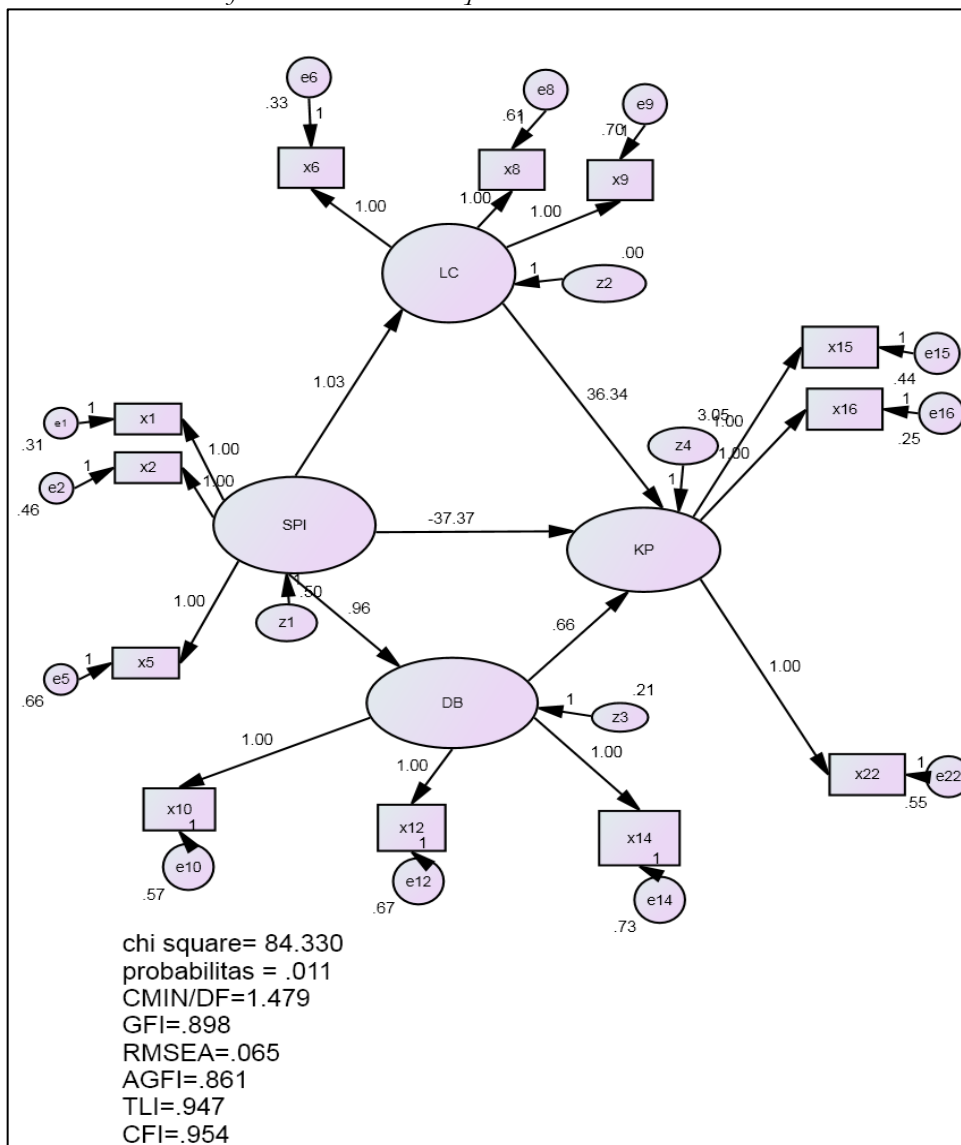 e6
e8
e9
.33
1
.61
1
.70
1
x6
x8
x9
1.00
1.00
1.00
LC
.00
1
z2
1.03
36.34
x15
1
e15
.44
x16
1
e16
.25
3.05
1.00
1.00
z4
1
e1
1
x1
.31
1.00
e2
1
x2
.46
1.00
SPI
-37.37
KP
1.00
1
.50
z1
.96
.66
1.00
e5
1
x5
.66
DB
1
z3
.21
1.00
1.00
1.00
x22
1
e22
.55
x10
1
e10
.57
x12
1
e12
.67
x14
1
e14
.73
chi square= 84.330
probabilitas = .011
CMIN/DF=1.479
GFI=.898
RMSEA=.065
AGFI=.861
TLI=.947
CFI=.954